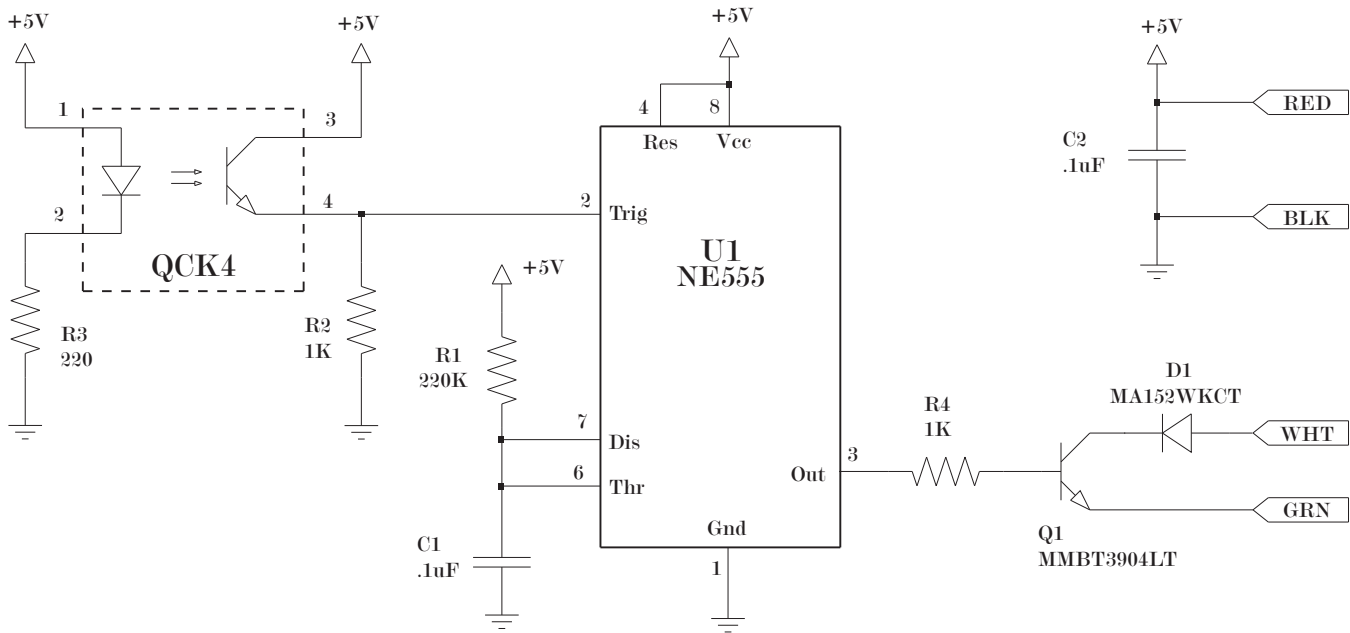 +5V
1
2
R3
220
QCK4
3
4
+5V
R2
1K
+5V
R1
220K
C1
.1uF
+5V
4
8
Res
Vcc
2
Trig
U1
NE555
7
Dis
6
Thr
Out
3
Gnd
1
R4
1K
Q1
MMBT3904LT
D1
MA152WKCT
WHT
GRN
+5V
C2
.1uF
RED
BLK